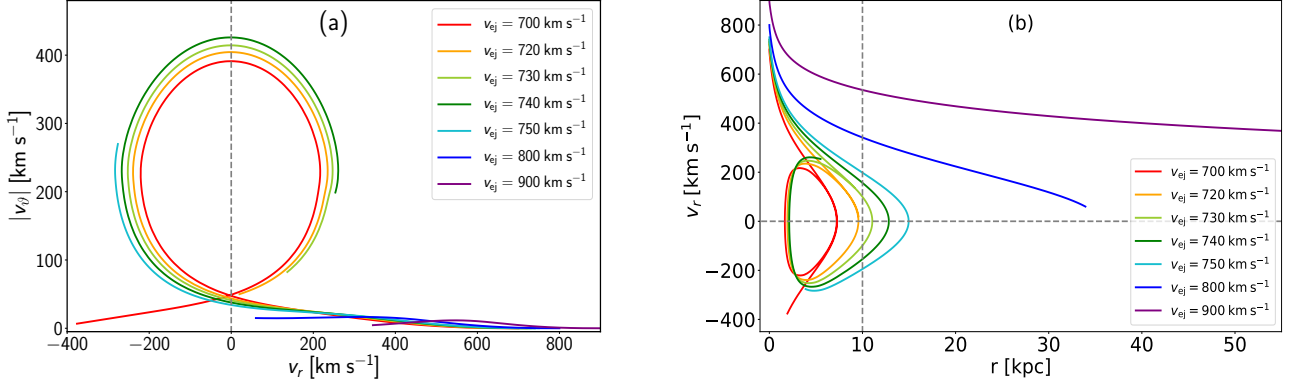 (a)
v_ej = 700 km s⁻¹
v_ej = 720 km s⁻¹
v_ej = 730 km s⁻¹
v_ej = 740 km s⁻¹
v_ej = 750 km s⁻¹
v_ej = 800 km s⁻¹
v_ej = 900 km s⁻¹
|v_ϑ| [km s⁻¹]
400
300
200
100
0
−400
−200
0
200
400
600
800
v_r [km s⁻¹]
(b)
v_r [km s⁻¹]
800
600
400
200
0
−200
−400
v_ej = 700 km s⁻¹
v_ej = 720 km s⁻¹
v_ej = 730 km s⁻¹
v_ej = 740 km s⁻¹
v_ej = 750 km s⁻¹
v_ej = 800 km s⁻¹
v_ej = 900 km s⁻¹
0
10
20
30
40
50
r [kpc]